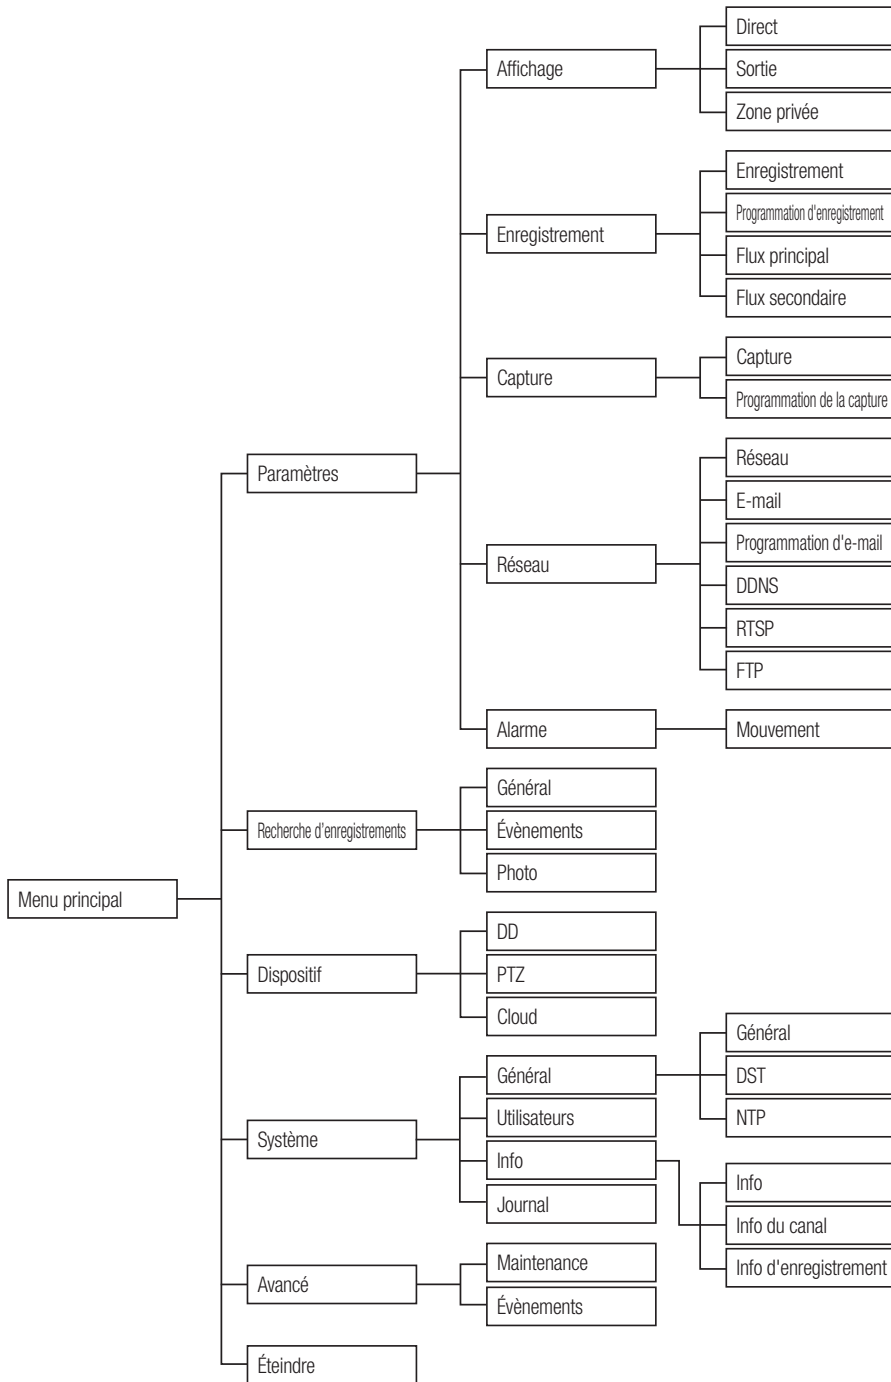 Menu principal
Paramètres
Affichage
Direct
Sortie
Zone privée
Enregistrement
Enregistrement
Programmation d'enregistrement
Flux principal
Flux secondaire
Capture
Capture
Programmation de la capture
Réseau
Réseau
E-mail
Programmation d'e-mail
DDNS
RTSP
FTP
Alarme
Mouvement
Recherche d'enregistrements
Général
Évènements
Photo
Dispositif
DD
PTZ
Cloud
Système
Général
Général
DST
NTP
Utilisateurs
Info
Info
Info du canal
Info d'enregistrement
Journal
Avancé
Maintenance
Évènements
Éteindre